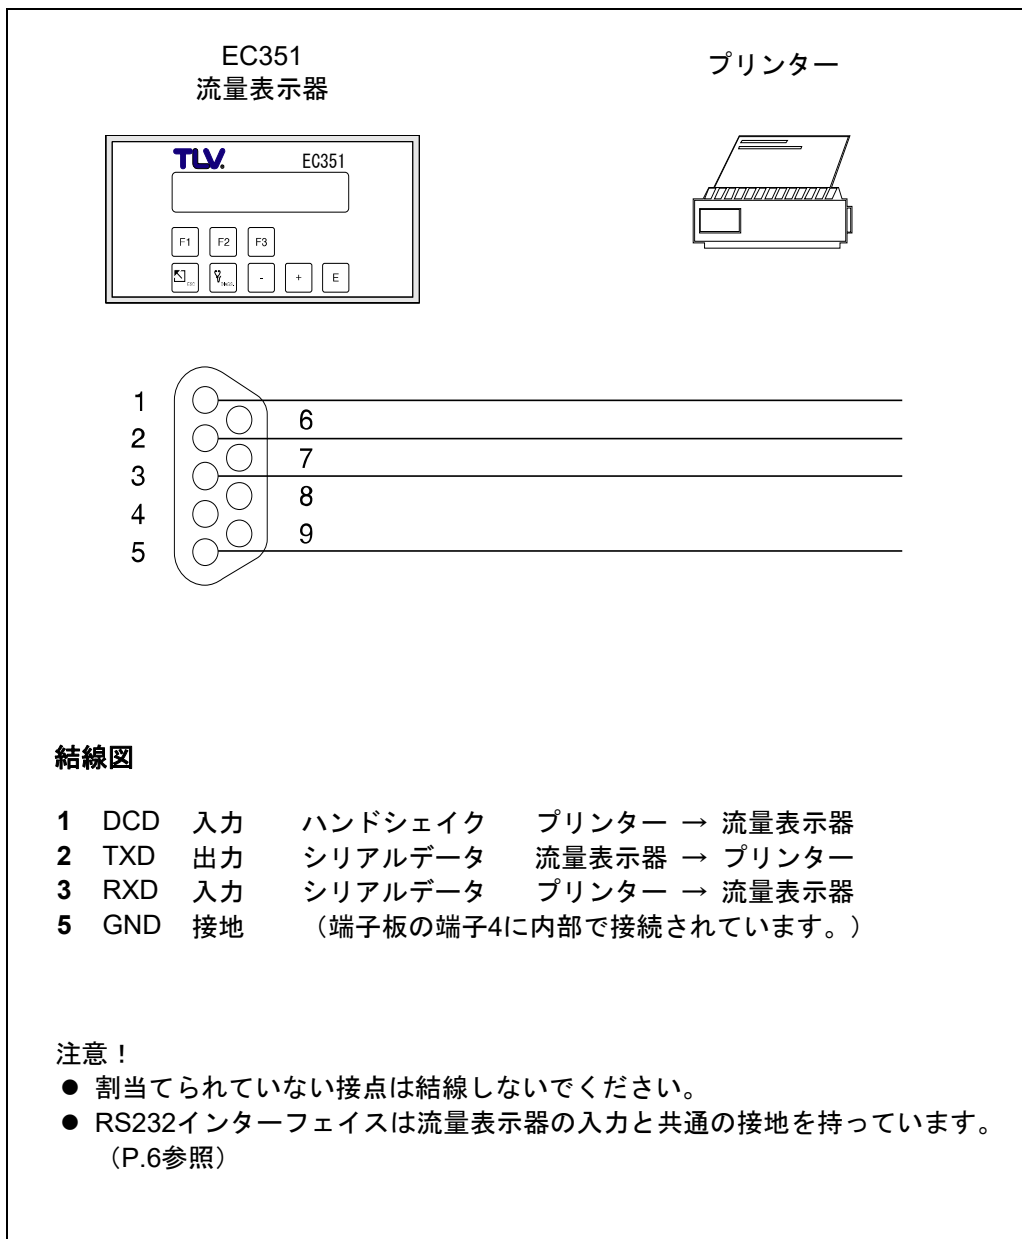 EC351
流量表示器
プリンター
TLV. EC351
F1 F2 F3
ESC DIAGS. - + E
1
6
2
7
3
8
4
9
5
結線図
1 DCD 入力 ハンドシェイク プリンター → 流量表示器
2 TXD 出力 シリアルデータ 流量表示器 → プリンター
3 RXD 入力 シリアルデータ プリンター → 流量表示器
5 GND 接地 （端子板の端子4に内部で接続されています。）
注意！
● 割当てられていない接点は結線しないでください。
● RS232インターフェイスは流量表示器の入力と共通の接地を持っています。
（P.6参照）